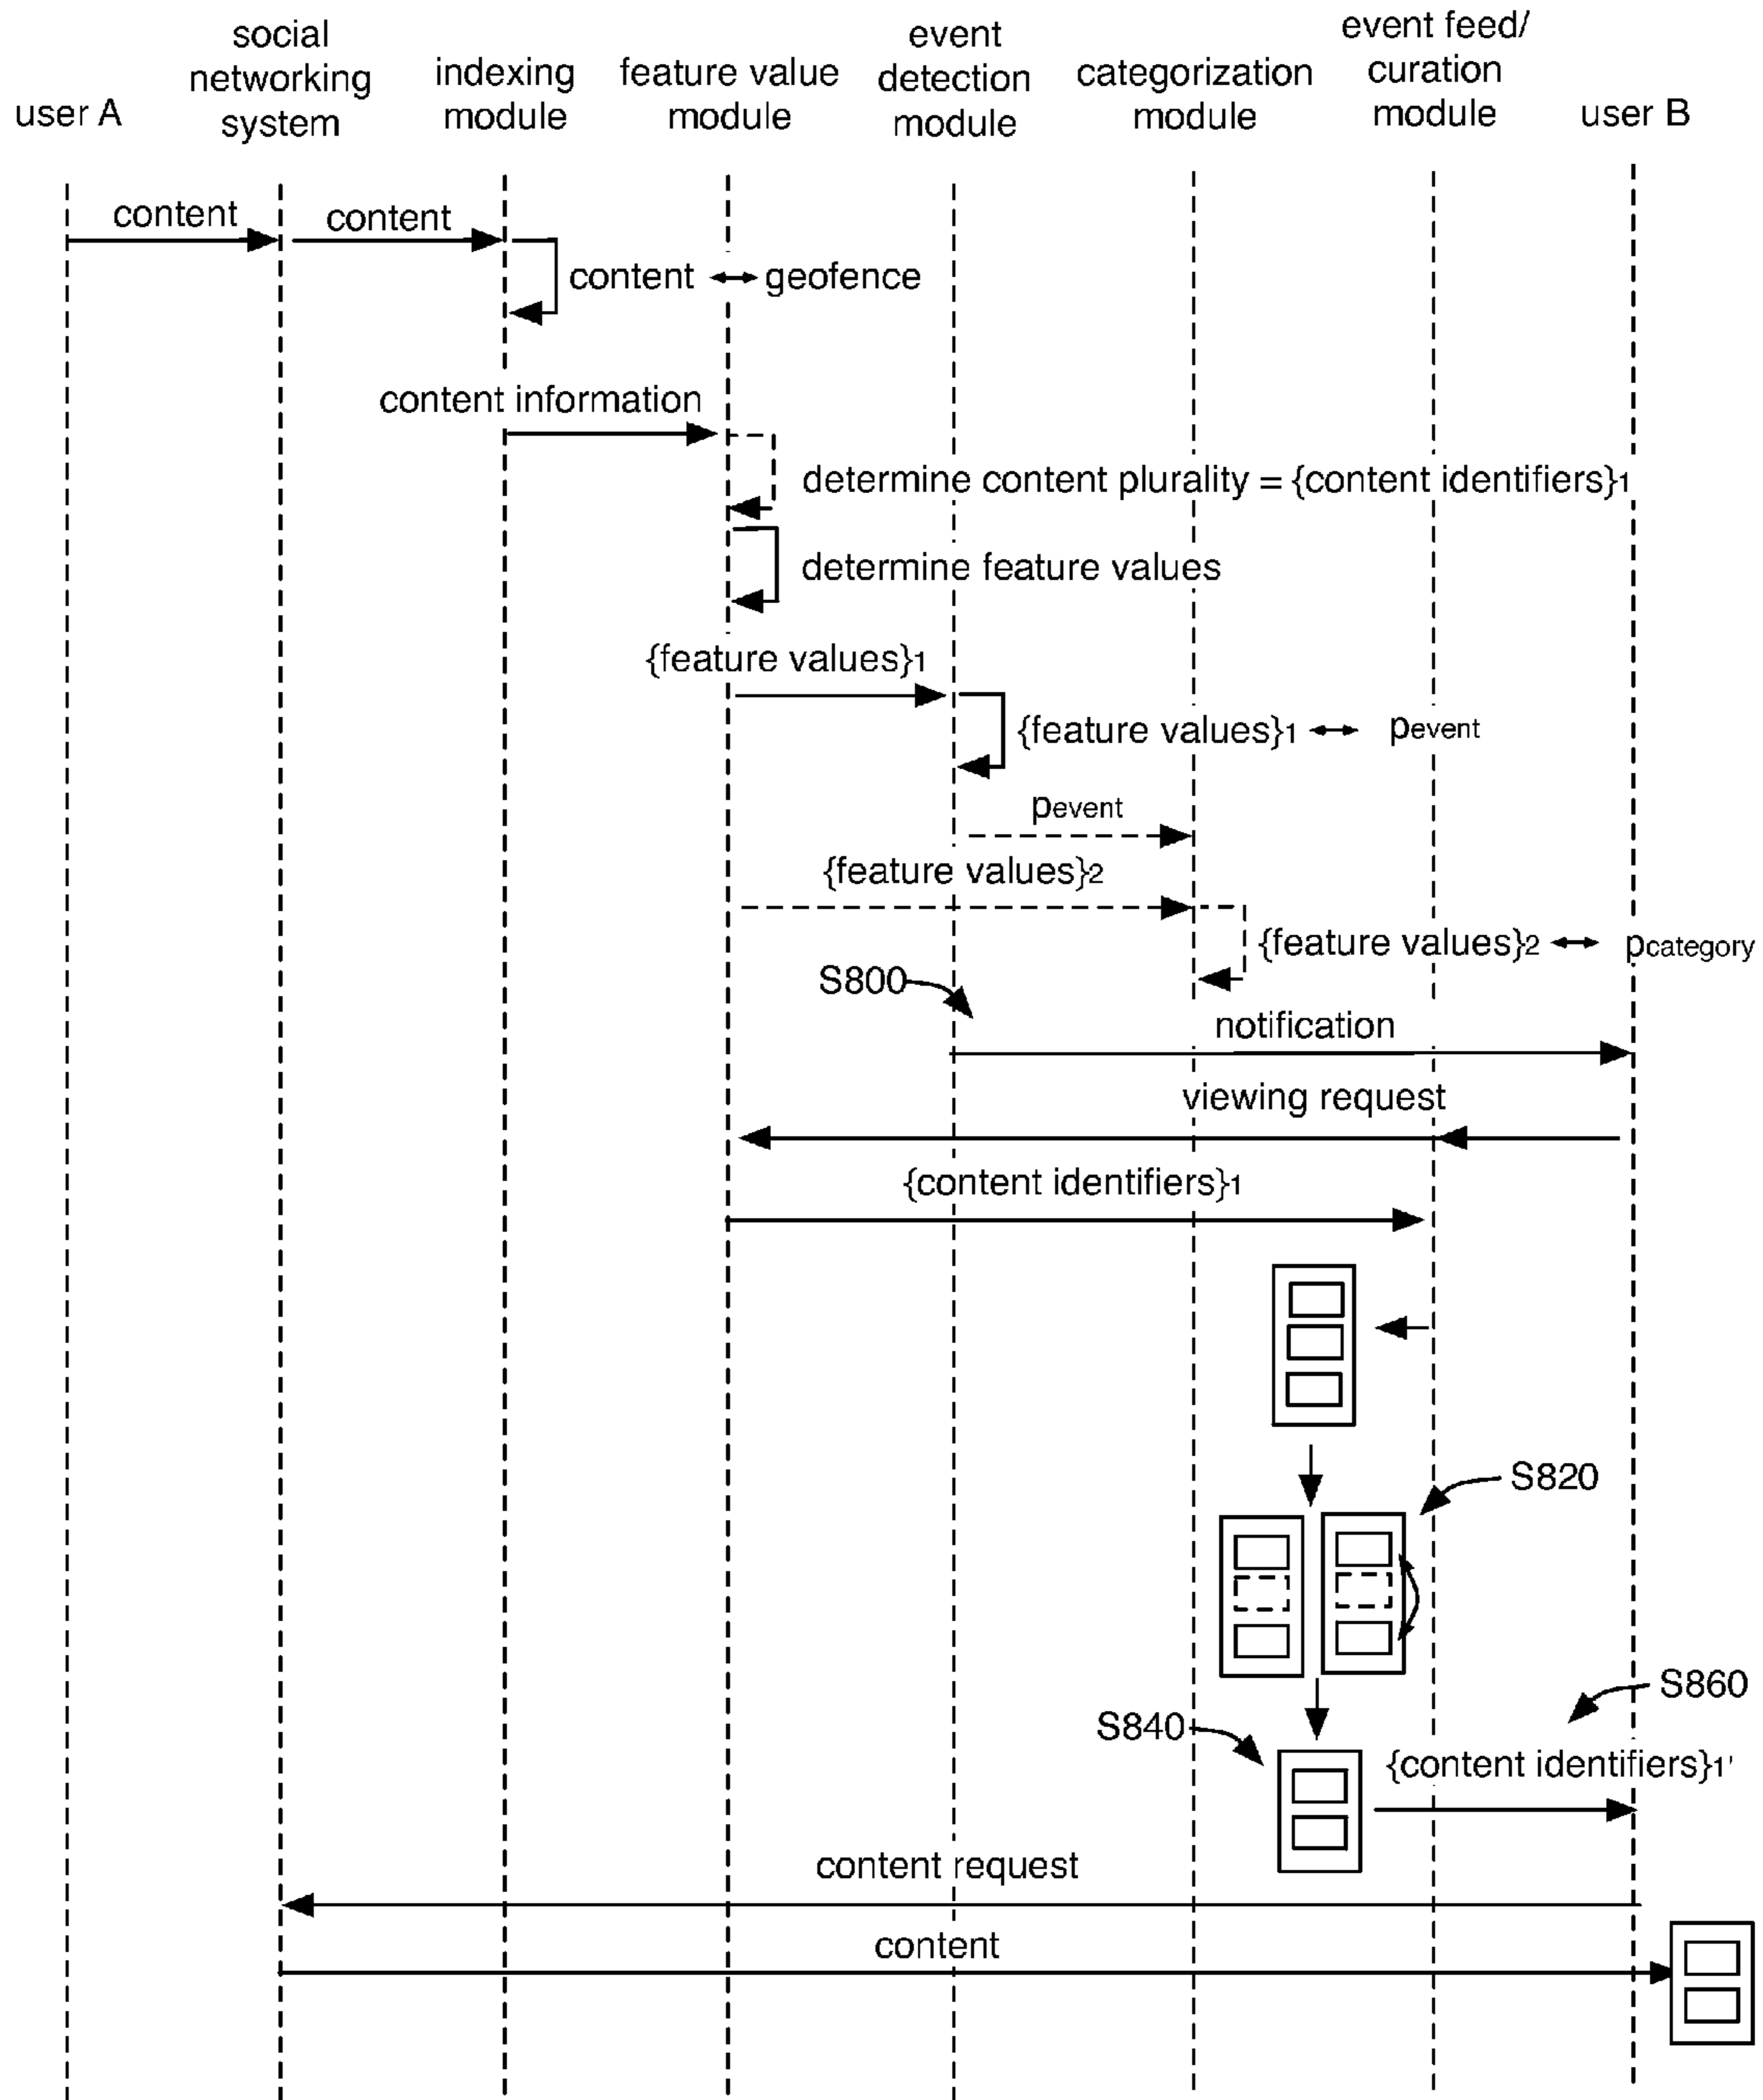 user A
social
networking
system
indexing
module
feature value
module
event
detection
module
categorization
module
event feed/
curation
module
user B
content
content
content ↔ geofence
content information
determine content plurality = {content identifiers}1
determine feature values
{feature values}1
{feature values}1 ↔ pevent
pevent
{feature values}2
{feature values}2 ↔ pcategory
S800
notification
viewing request
{content identifiers}1
S820
S860
S840
{content identifiers}1'
content request
content